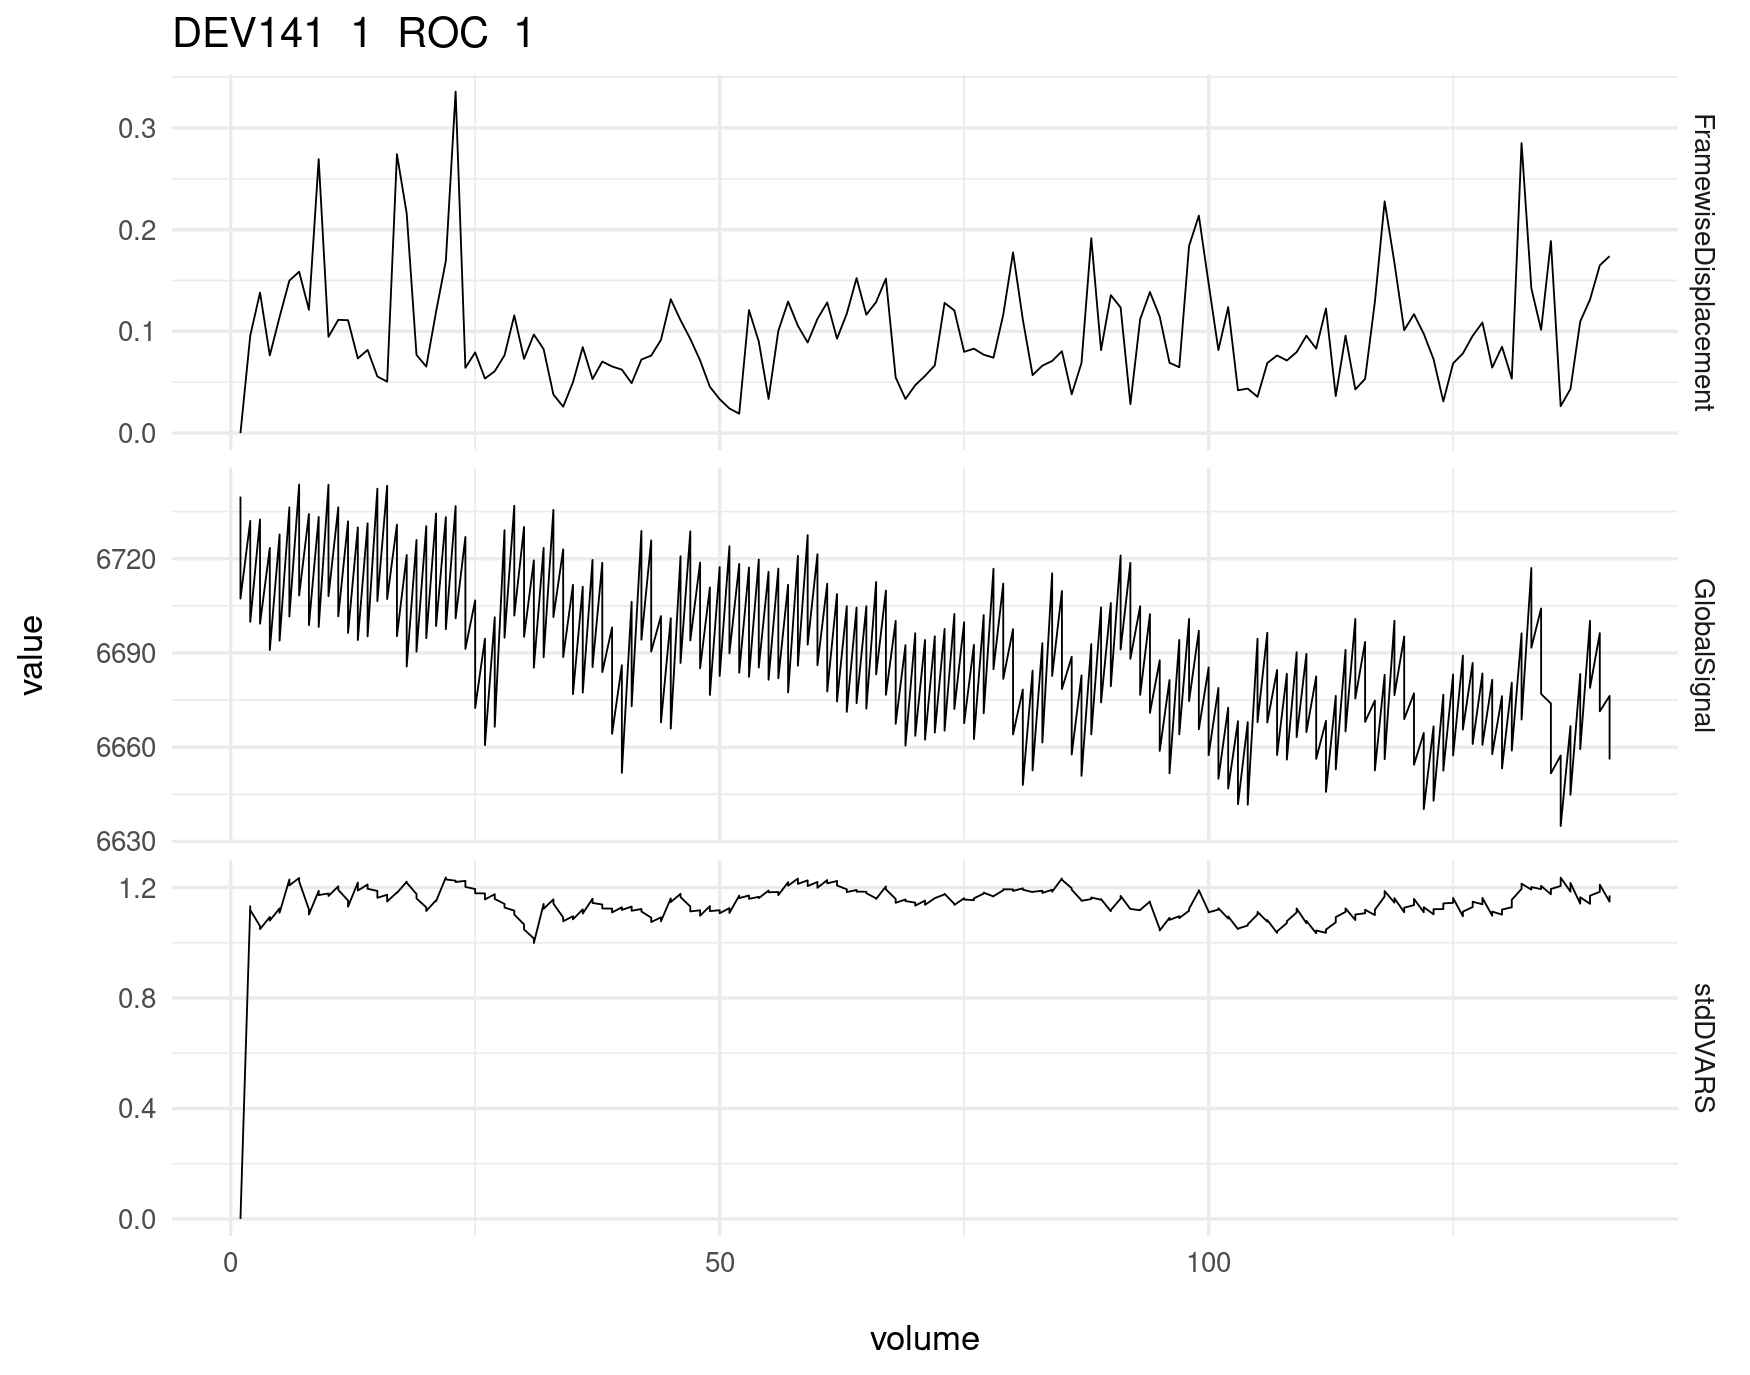 DEV141 1 ROC 1
0.3
0.2
0.1
0.0
FramewiseDisplacement
6720
6690
6660
6630
GlobalSignal
value
1.2
0.8
0.4
0.0
stdDVARS
0 50 100
volume